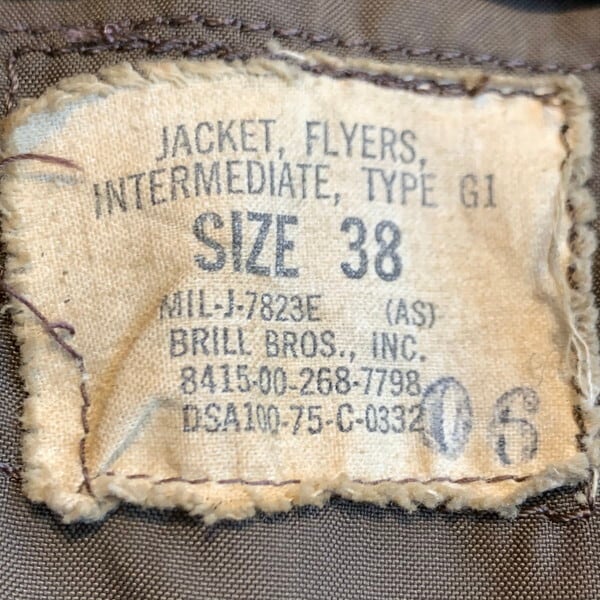 JACKET, FLYERS,
INTERMEDIATE, TYPE G1
SIZE 38
MIL-J-7823E (AS)
BRILL BROS., INC.
8415-00-268-7798
DSA100-75-C-0332
06